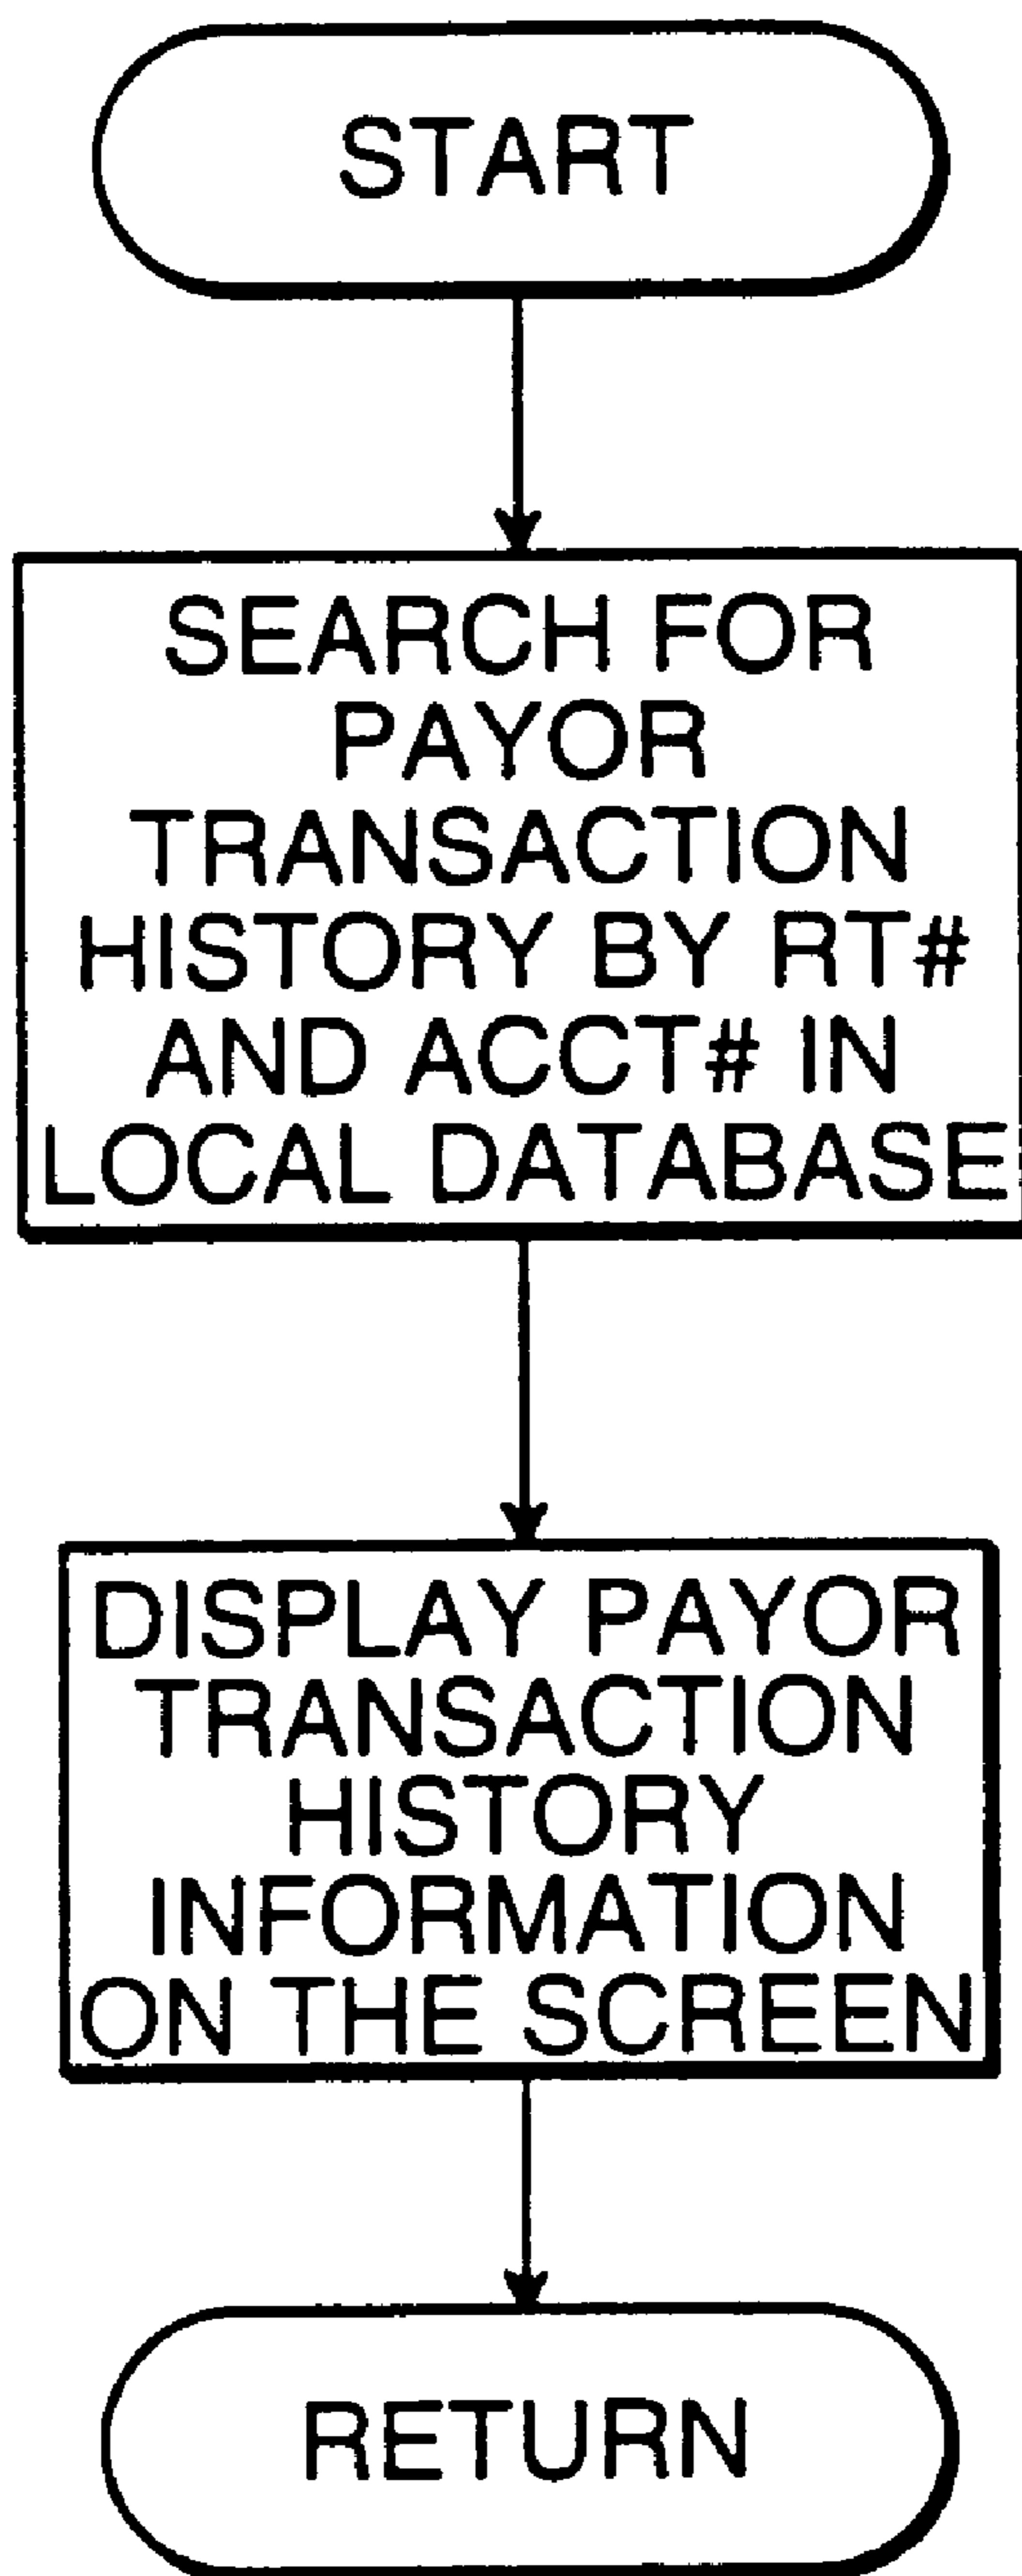 START
SEARCH FOR
PAYOR
TRANSACTION
HISTORY BY RT#
AND ACCT# IN
LOCAL DATABASE
DISPLAY PAYOR
TRANSACTION
HISTORY
INFORMATION
ON THE SCREEN
RETURN